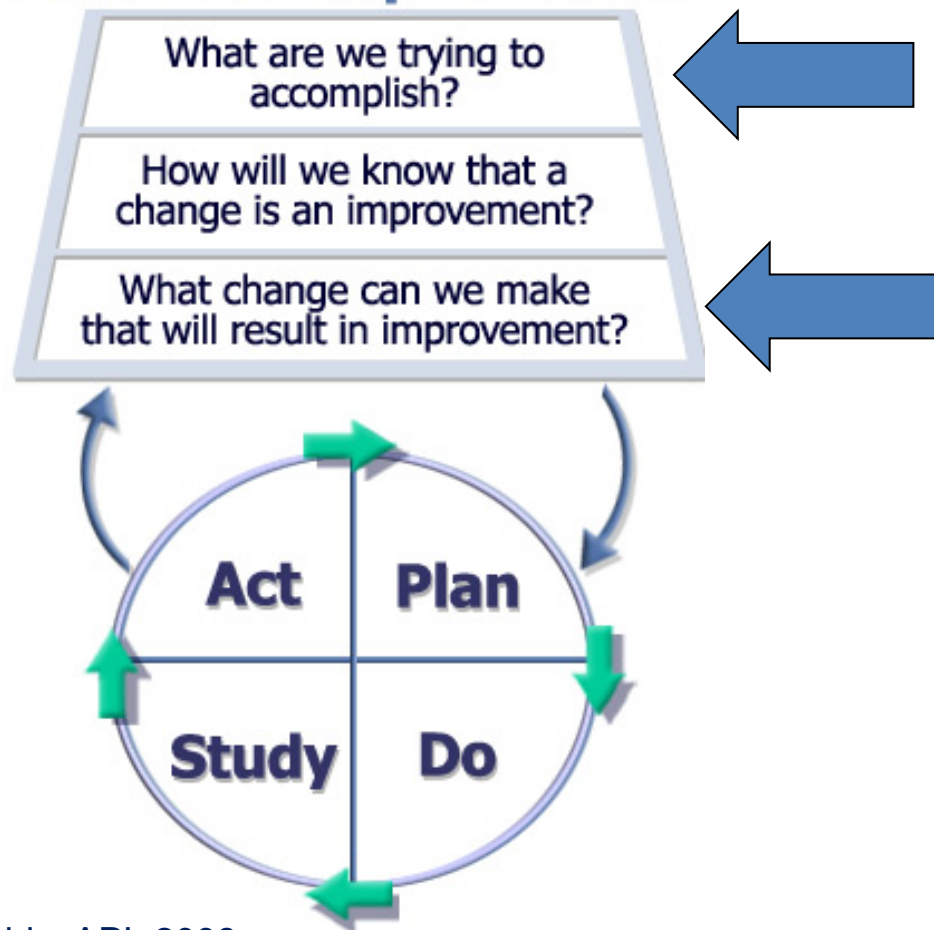 What are we trying to
accomplish?
How will we know that a
change is an improvement?
What change can we make
that will result in improvement?
Act
Plan
Study
Do